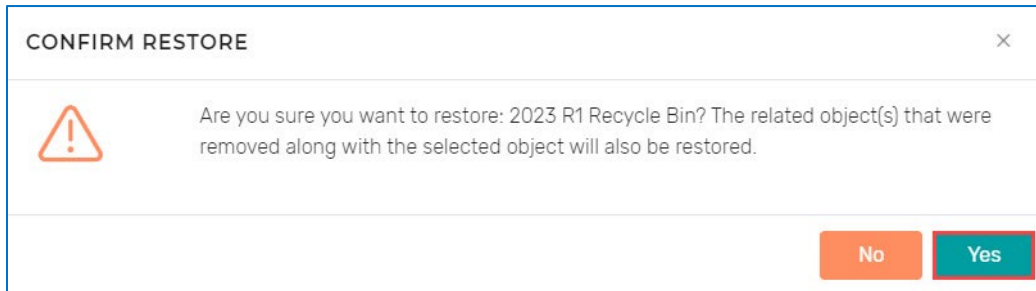 CONFIRM RESTORE
Are you sure you want to restore: 2023 R1 Recycle Bin? The related object(s) that were
removed along with the selected object will also be restored.
No
Yes